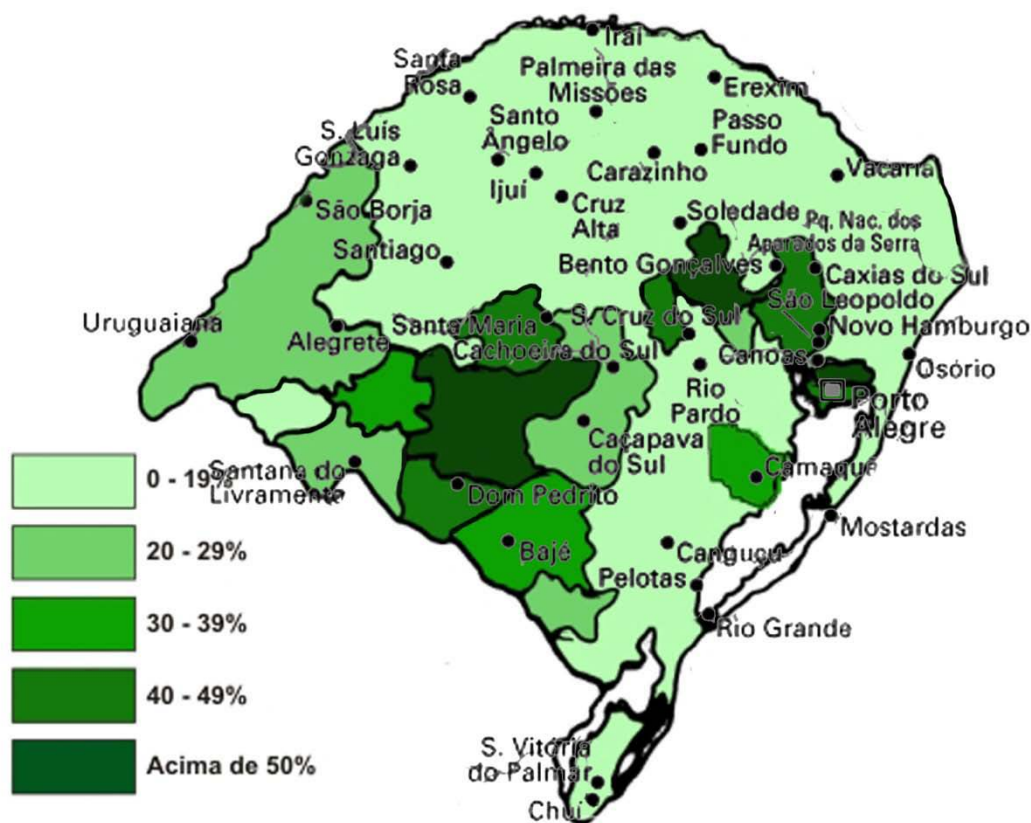 Iraí
Santa
Rosa
Palmeira das
Missões
Erexim
Santo
Ângelo
Passo
Fundo
S. Luís
Gonzaga
Ijuí
Carazinho
Vacaria
São Borja
Cruz
Alta
Soledade
Pq. Nac. dos
Aparados da Serra
Santiago
Bento Gonçalves
Caxias do Sul
São Leopoldo
Uruguaiana
Alegrete
Santa Maria
S. Cruz do Sul
Novo Hamburgo
Cachoeira do Sul
Canoas
Osório
Rio
Pardo
Porto
Alegre
Caçapava
do Sul
Camaquã
Santana do
Livramento
Dom Pedrito
Mostardas
Bajé
Canguçu
Pelotas
Rio Grande
S. Vitória
do Palmar
Chuí
0 - 19%
20 - 29%
30 - 39%
40 - 49%
Acima de 50%